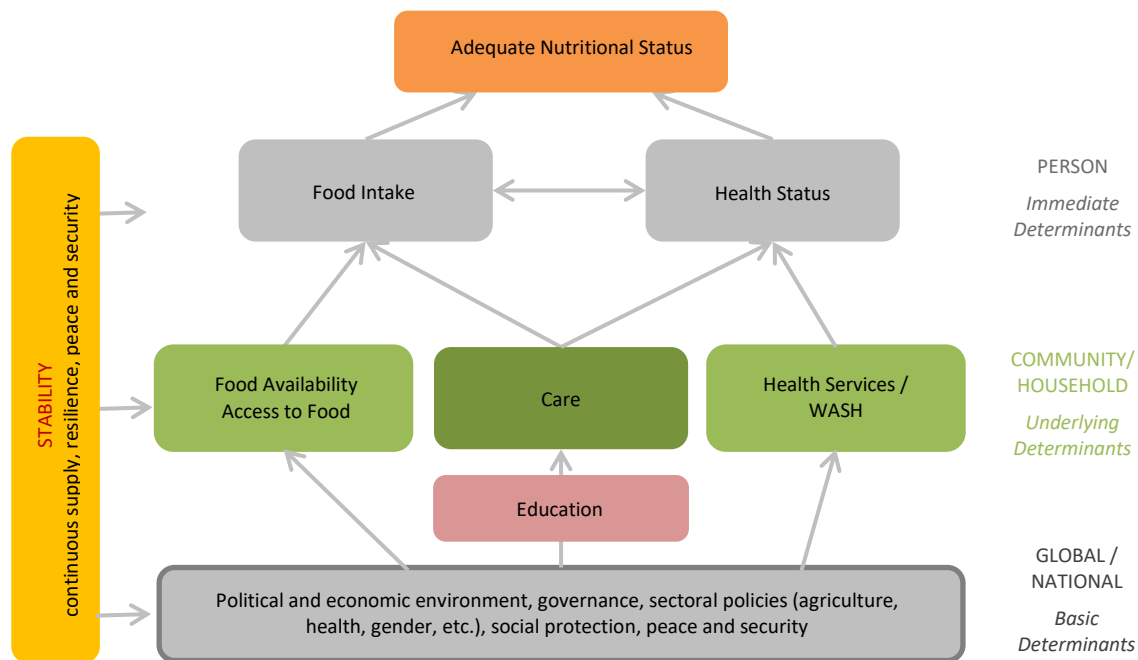 Adequate Nutritional Status
STABILITY
continuous supply, resilience, peace and security
Food Intake
Health Status
PERSON
Immediate
Determinants
Food Availability
Access to Food
Care
Health Services /
WASH
COMMUNITY/
HOUSEHOLD
Underlying
Determinants
Education
Political and economic environment, governance, sectoral policies (agriculture,
health, gender, etc.), social protection, peace and security
GLOBAL /
NATIONAL
Basic
Determinants